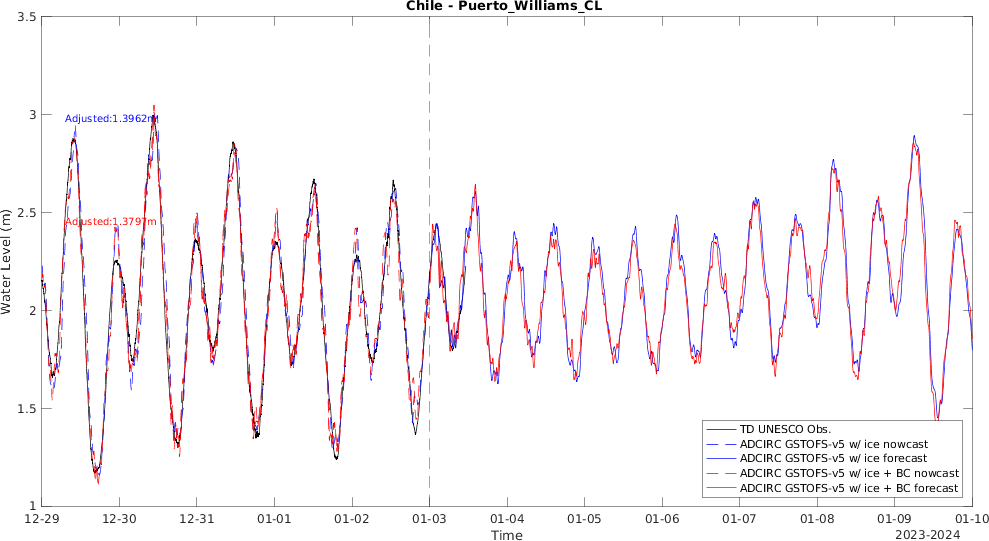 Chile - Puerto_Williams_CL
3.5
3
2.5
2
1.5
1
Water Level (m)
Adjusted:1.3962m
Adjusted:1.3797m
TD UNESCO Obs.
ADCIRC GSTOFS-v5 w/ ice nowcast
ADCIRC GSTOFS-v5 w/ ice forecast
ADCIRC GSTOFS-v5 w/ ice + BC nowcast
ADCIRC GSTOFS-v5 w/ ice + BC forecast
12-29 12-30 12-31 01-01 01-02 01-03 01-04 01-05 01-06 01-07 01-08 01-09 01-10
Time
2023-2024